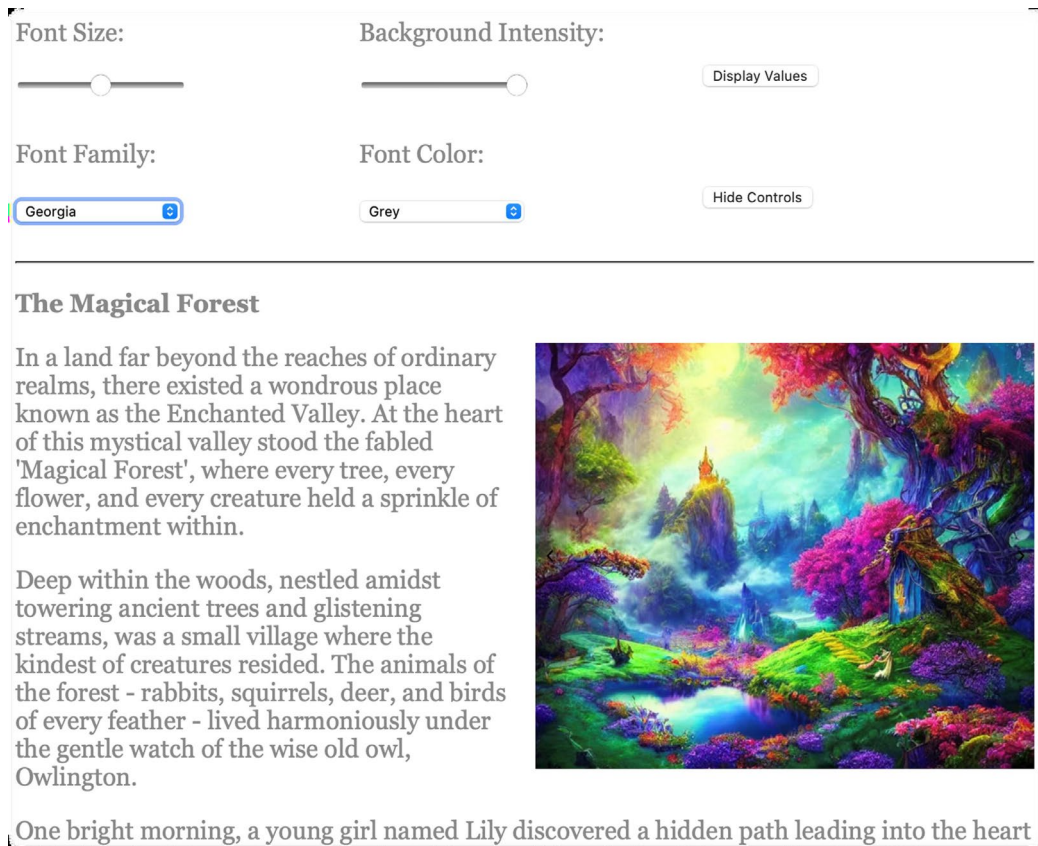 Font Size:
Background Intensity:
Display Values
Font Family:
Font Color:
Georgia
Grey
Hide Controls
The Magical Forest
In a land far beyond the reaches of ordinary
realms, there existed a wondrous place
known as the Enchanted Valley. At the heart
of this mystical valley stood the fabled
'Magical Forest', where every tree, every
flower, and every creature held a sprinkle of
enchantment within.
Deep within the woods, nestled amidst
towering ancient trees and glistening
streams, was a small village where the
kindest of creatures resided. The animals of
the forest - rabbits, squirrels, deer, and birds
of every feather - lived harmoniously under
the gentle watch of the wise old owl,
Owlington.
One bright morning, a young girl named Lily discovered a hidden path leading into the heart